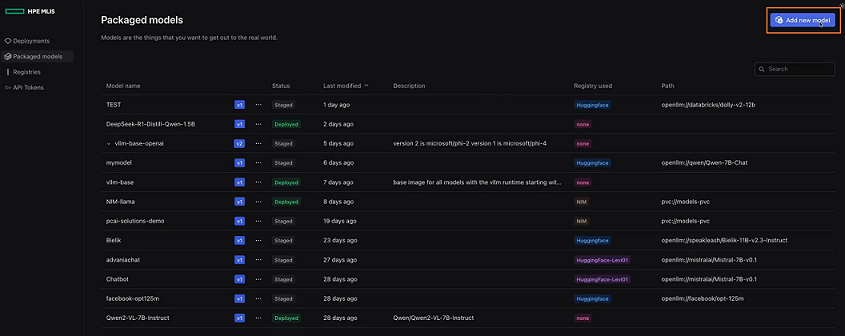 HPE MLIS
Deployments
Packaged models
Registries
API Tokens
Packaged models
Models are the things that you want to get out to the real world.
Add new model
Search
Model name Status Last modified Description Registry used Path
TEST v1 ... Staged 1 day ago Huggingface openllm://databricks/dolly-v2-12b
DeepSeek-R1-Distill-Qwen-1.5B v1 ... Deployed 2 days ago none
vllm-base-openai v2 ... Staged 5 days ago version 2 is microsoft/phi-2 version 1 is microsoft/phi-4 none
mymodel v1 ... Staged 6 days ago Huggingface openllm://qwen/Qwen-7B-Chat
vllm-base v1 ... Deployed 7 days ago base image for all models with the vllm runtime starting wit... none
NIM-llama v1 ... Deployed 8 days ago NIM pvc://models-pvc
pcai-solutions-demo v1 ... Staged 19 days ago NIM pvc://models-pvc
Bielik v1 ... Staged 23 days ago Huggingface openllm://speakleash/Bielik-11B-v2.3-Instruct
advaniachat v1 ... Staged 27 days ago HuggingFace-Levi01 openllm://mistralai/Mistral-7B-v0.1
Chatbot v1 ... Staged 28 days ago HuggingFace-Levi01 openllm://mistralai/Mistral-7B-v0.1
facebook-opt125m v1 ... Staged 28 days ago Huggingface openllm://facebook/opt-125m
Qwen2-VL-7B-Instruct v1 ... Deployed 28 days ago Qwen/Qwen2-VL-7B-Instruct none